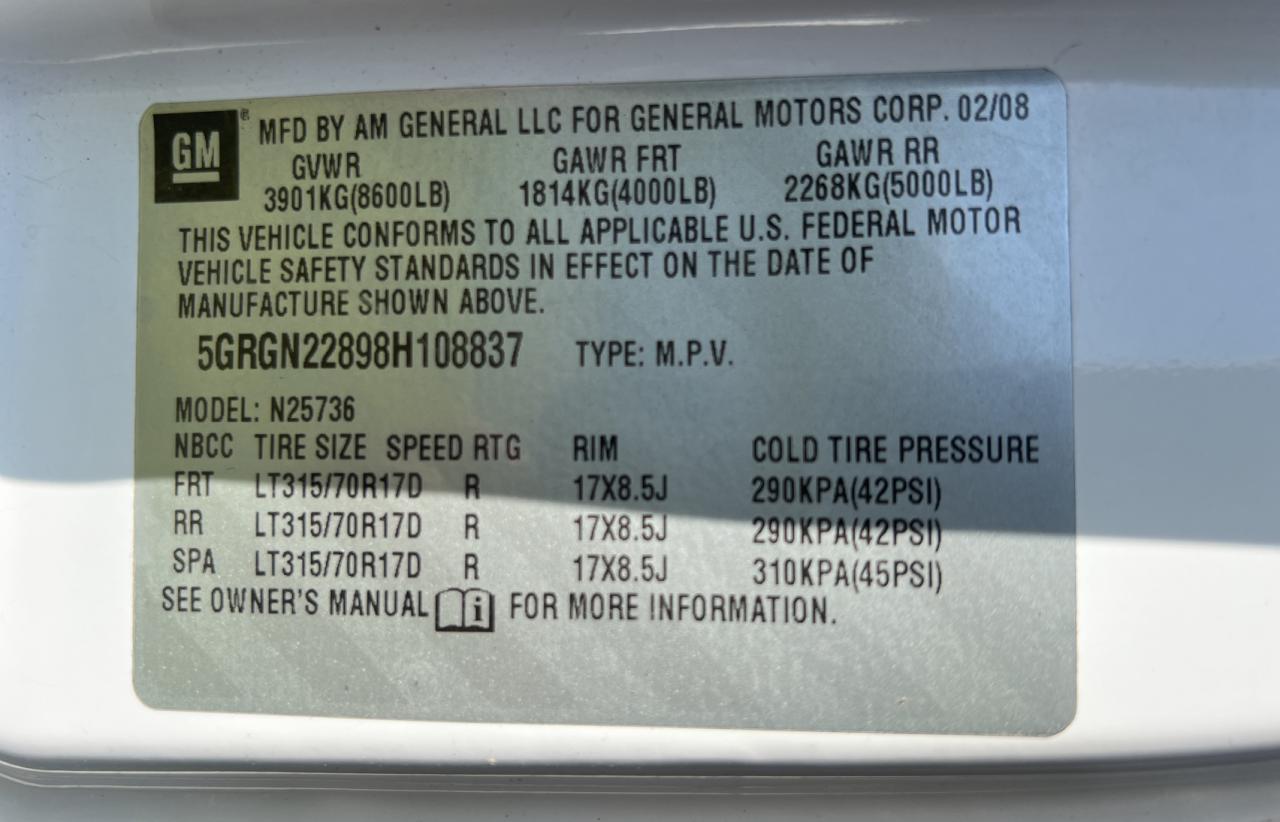 GM ® MFD BY AM GENERAL LLC FOR GENERAL MOTORS CORP. 02/08
GVWR GAWR FRT GAWR RR
3901KG(8600LB) 1814KG(4000LB) 2268KG(5000LB)
THIS VEHICLE CONFORMS TO ALL APPLICABLE U.S. FEDERAL MOTOR
VEHICLE SAFETY STANDARDS IN EFFECT ON THE DATE OF
MANUFACTURE SHOWN ABOVE.
5GRGN22898H108837 TYPE: M.P.V.
MODEL: N25736
NBCC TIRE SIZE SPEED RTG RIM COLD TIRE PRESSURE
FRT LT315/70R17D R 17X8.5J 290KPA(42PSI)
RR LT315/70R17D R 17X8.5J 290KPA(42PSI)
SPA LT315/70R17D R 17X8.5J 310KPA(45PSI)
SEE OWNER'S MANUAL i FOR MORE INFORMATION.